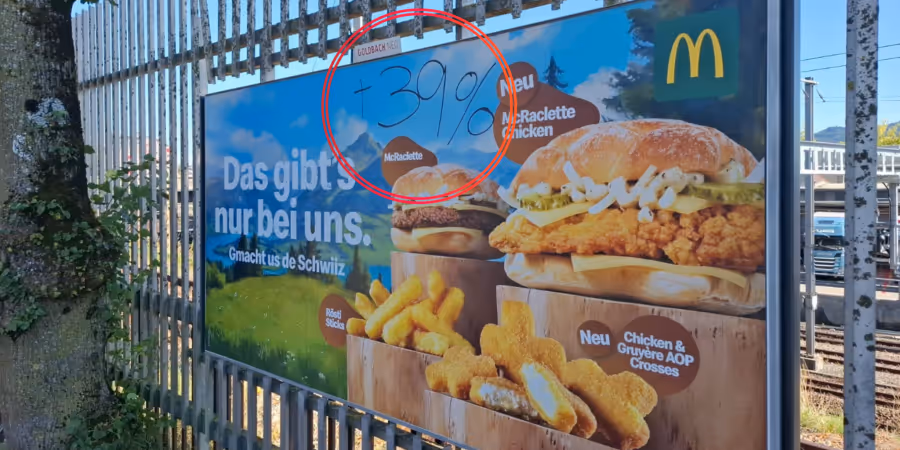 GOLDBACH
+39%
Neu
McRaclette
Chicken
McRaclette
Das gibt's
nur bei uns.
Gmacht us de Schwiiz
Rösti
Sticks
Neu
Chicken &
Gruyère AOP
Crosses